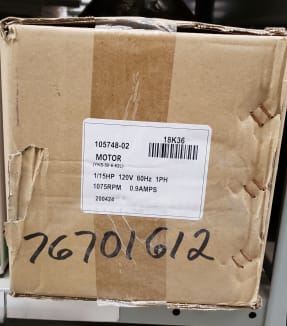 105748-02 18K36
MOTOR
1/15HP 120V 60Hz 1PH
1075RPM 0.9AMPS
200424
76701612